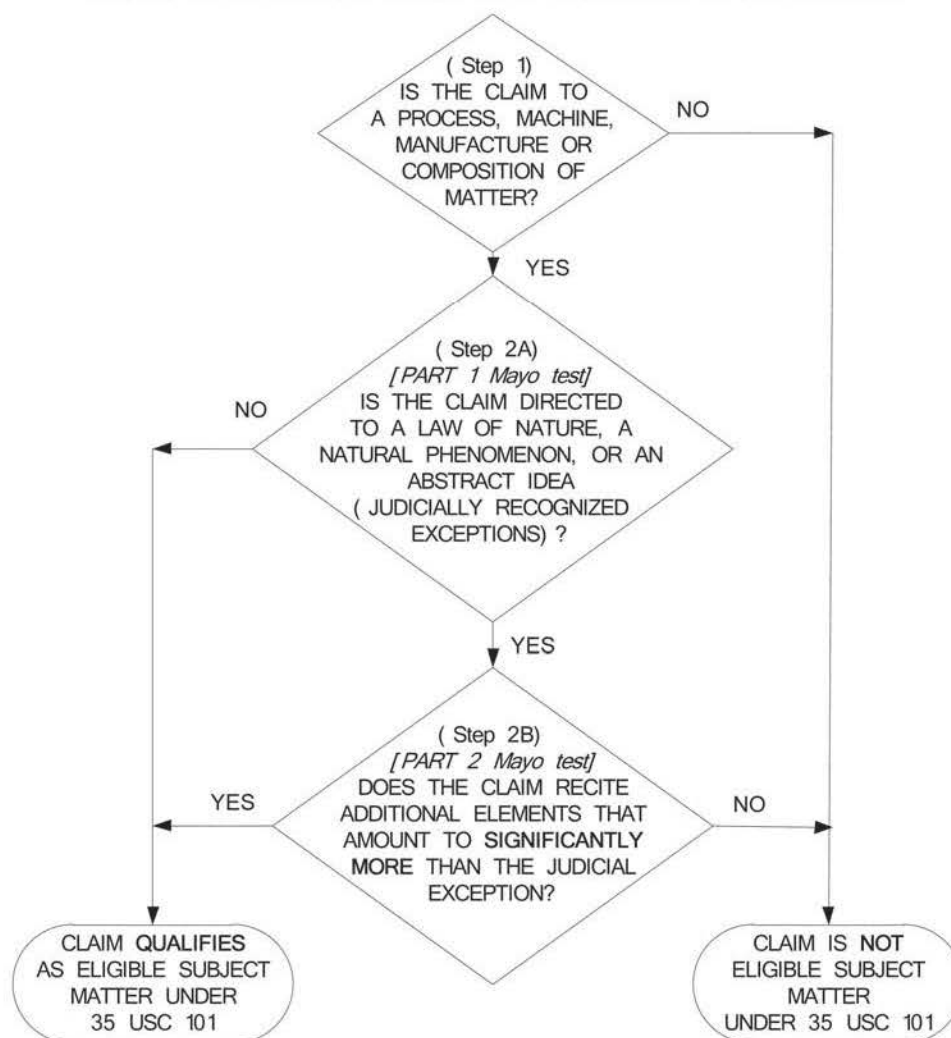 ( Step 1)
IS THE CLAIM TO
A PROCESS, MACHINE,
MANUFACTURE OR
COMPOSITION OF
MATTER?
NO
YES
( Step 2A)
[PART 1 Mayo test]
IS THE CLAIM DIRECTED
TO A LAW OF NATURE, A
NATURAL PHENOMENON, OR AN
ABSTRACT IDEA
( JUDICIALLY RECOGNIZED
EXCEPTIONS) ?
NO
YES
( Step 2B)
[PART 2 Mayo test]
DOES THE CLAIM RECITE
ADDITIONAL ELEMENTS THAT
AMOUNT TO SIGNIFICANTLY
MORE THAN THE JUDICIAL
EXCEPTION?
YES
NO
CLAIM QUALIFIES
AS ELIGIBLE SUBJECT
MATTER UNDER
35 USC 101
CLAIM IS NOT
ELIGIBLE SUBJECT
MATTER
UNDER 35 USC 101